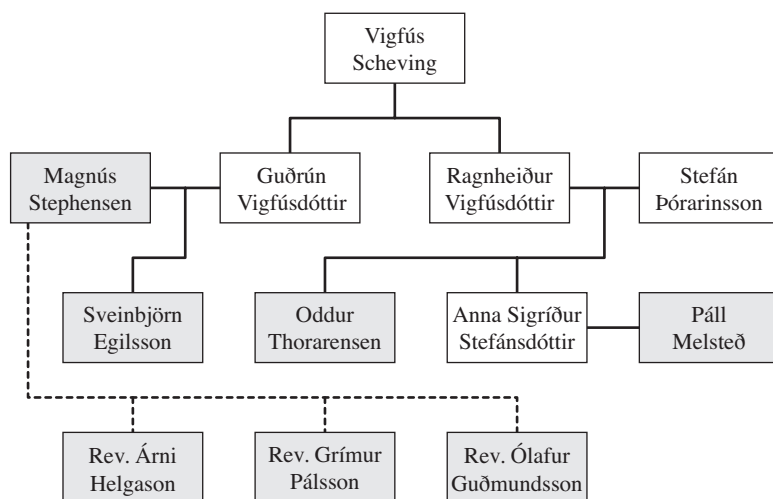 Vigfús
Scheving
Magnús
Stephensen
Guðrún
Vigfúsdóttir
Ragnheiður
Vigfúsdóttir
Stefán
Þórarinsson
Sveinbjörn
Egilsson
Oddur
Thorarensen
Anna Sigríður
Stefánsdóttir
Páll
Melsteð
Rev. Árni
Helgason
Rev. Grímur
Pálsson
Rev. Ólafur
Guðmundsson